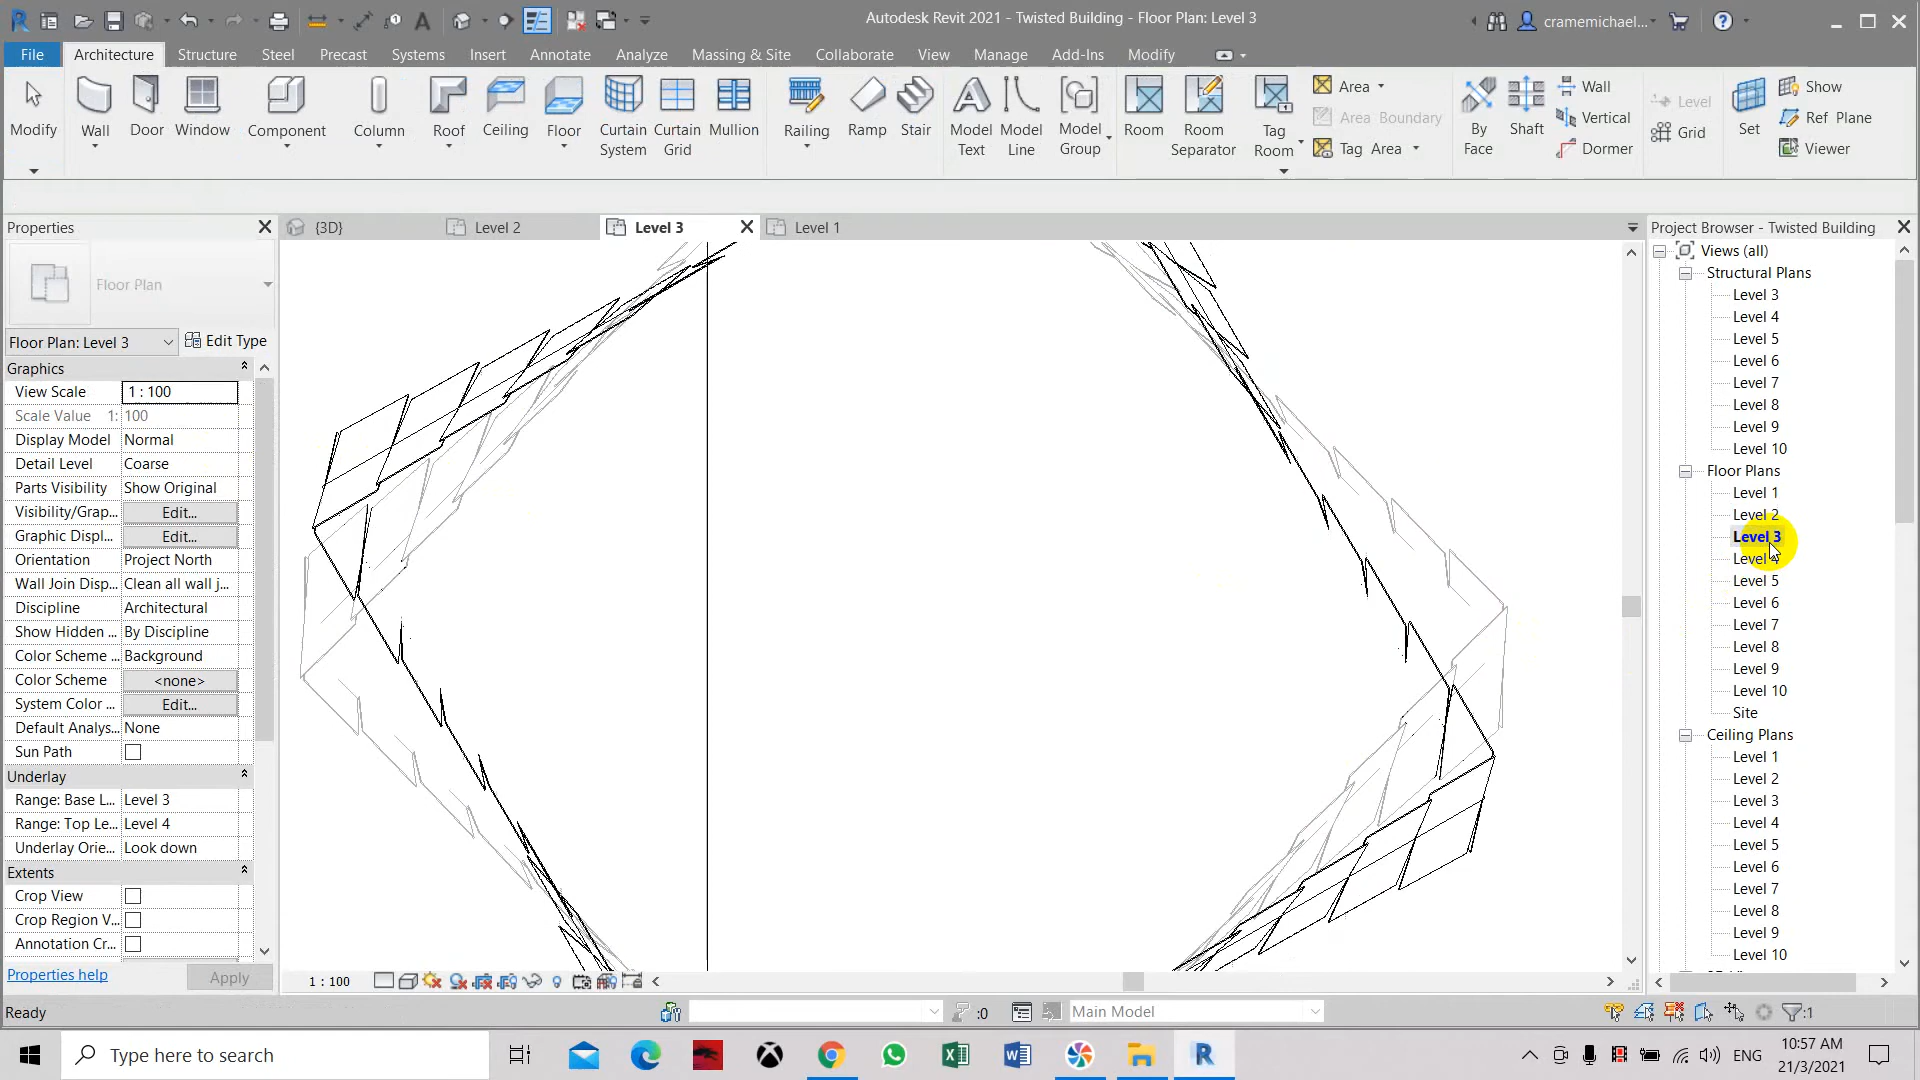 Autodesk Revit 2021 - Twisted Building - Floor Plan: Level 3
cramemichael...
File
Architecture
Structure
Steel
Precast
Systems
Insert
Annotate
Analyze
Massing & Site
Collaborate
View
Manage
Add-Ins
Modify
Modify
Wall
Door
Window
Component
Column
Roof
Ceiling
Floor
Curtain System
Curtain Grid
Mullion
Railing
Ramp
Stair
Model Text
Model Line
Model Group
Room
Room Separator
Tag Room
Area
Area Boundary
Tag Area
By Face
Shaft
Wall
Vertical
Dormer
Level
Grid
Set
Show
Ref Plane
Viewer
Properties
{3D}
Level 2
Level 3
Level 1
Project Browser - Twisted Building
Floor Plan
Floor Plan: Level 3
Edit Type
Graphics
View Scale 1 : 100
Scale Value 1: 100
Display Model Normal
Detail Level Coarse
Parts Visibility Show Original
Visibility/Grap... Edit...
Graphic Displ... Edit...
Orientation Project North
Wall Join Disp... Clean all wall j...
Discipline Architectural
Show Hidden ... By Discipline
Color Scheme ... Background
Color Scheme <none>
System Color ... Edit...
Default Analys... None
Sun Path
Underlay
Range: Base L... Level 3
Range: Top Le... Level 4
Underlay Orie... Look down
Extents
Crop View
Crop Region V...
Annotation Cr...
Properties help
Apply
Views (all)
Structural Plans
Level 3
Level 4
Level 5
Level 6
Level 7
Level 8
Level 9
Level 10
Floor Plans
Level 1
Level 2
Level 3
Level 4
Level 5
Level 6
Level 7
Level 8
Level 9
Level 10
Site
Ceiling Plans
Level 1
Level 2
Level 3
Level 4
Level 5
Level 6
Level 7
Level 8
Level 9
Level 10
1 : 100
Ready
:0
Main Model
:1
Type here to search
ENG
10:57 AM
21/3/2021